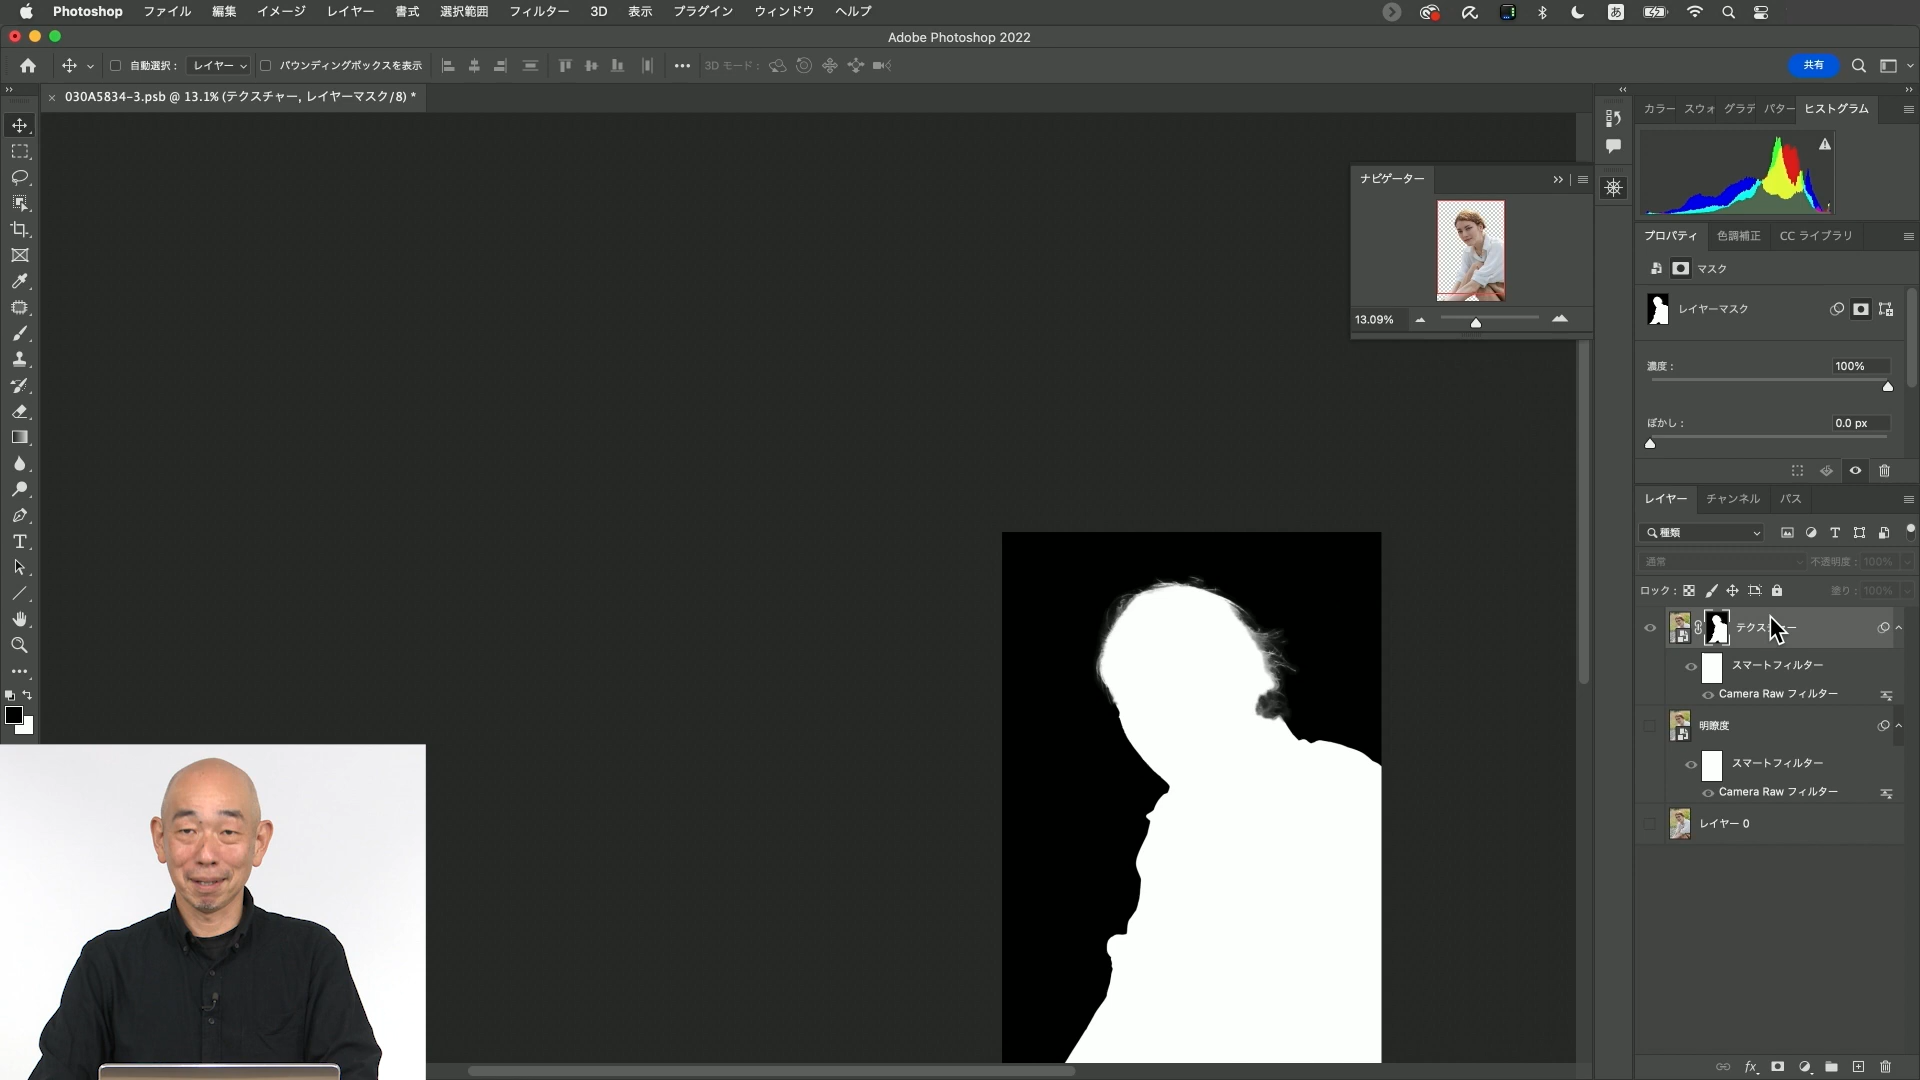 Photoshop ファイル 編集 イメージ レイヤー 書式 選択範囲 フィルター 3D 表示 プラグイン ウィンドウ ヘルプ あ
Adobe Photoshop 2022
自動選択： レイヤー バウンディングボックスを表示 3D モード： 共有
030A5834-3.psb @ 13.1% (テクスチャー, レイヤーマスク/8) *
カラー スウォ グラデ パター ヒストグラム
ナビゲーター
13.09%
プロパティ 色調補正 CC ライブラリ
マスク
レイヤーマスク
濃度： 100%
ぼかし： 0.0 px
レイヤー チャンネル パス
種類
通常 不透明度： 100%
ロック： 塗り： 100%
テクス ー
スマートフィルター
Camera Raw フィルター
明瞭度
スマートフィルター
Camera Raw フィルター
レイヤー 0
fx